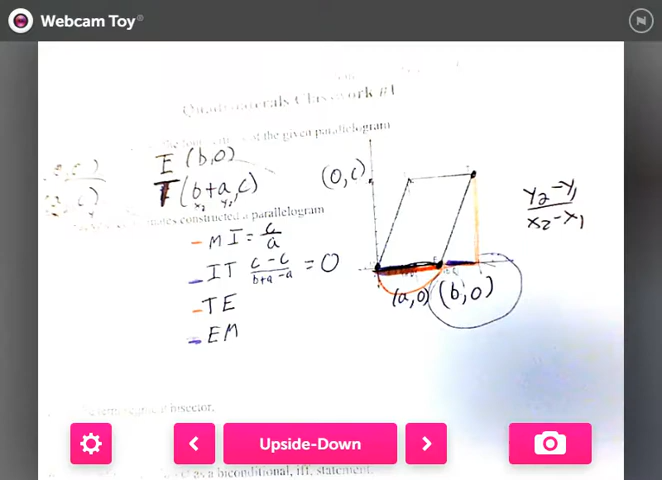 Webcam Toy
Quadrilaterals Classwork #1
of the given parallelogram
E (b,0)
T (b+a, c)
x₂ y₂
(0, c)
y₂-y₁
x₂-x₁
constructed a parallelogram
- MI = c/a
- IT c-c/b+a-a = 0
- TE
- EM
(a,0) (b,0)
bisector.
Upside-Down
as a biconditional, iff, statement.